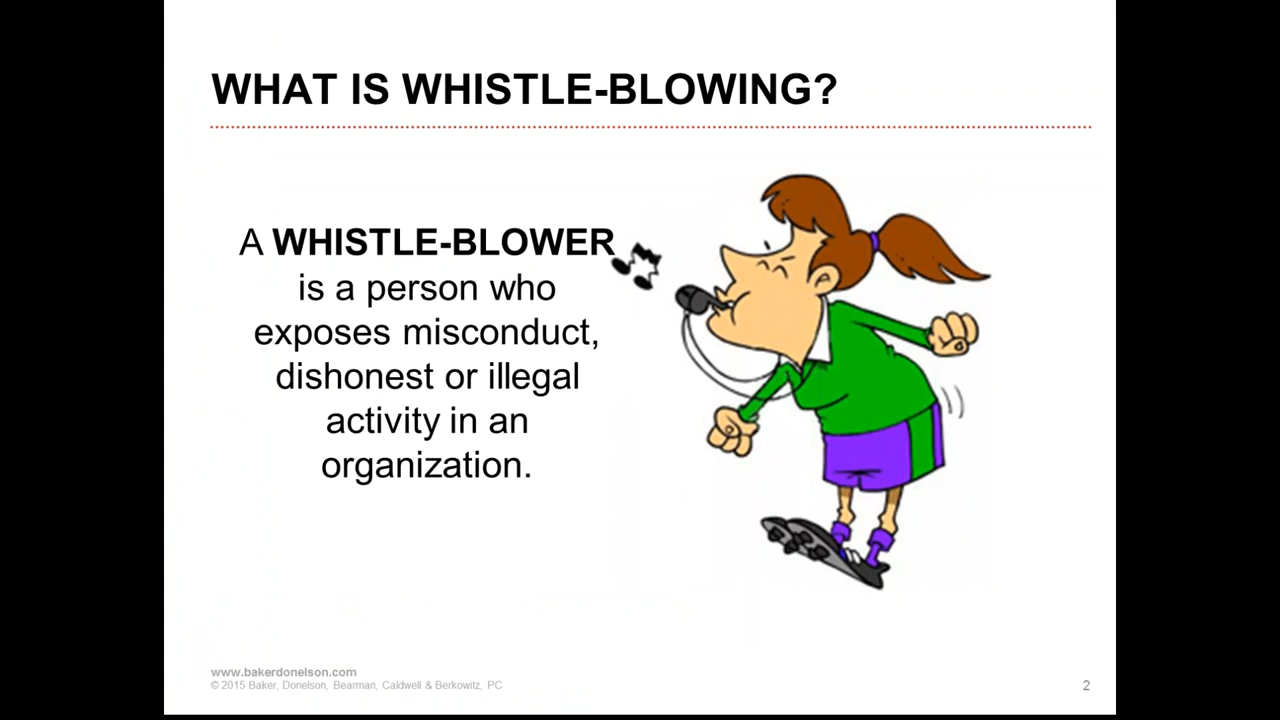 WHAT IS WHISTLE-BLOWING?
A WHISTLE-BLOWER
is a person who
exposes misconduct,
dishonest or illegal
activity in an
organization.
www.bakerdonelson.com
© 2015 Baker, Donelson, Bearman, Caldwell & Berkowitz, PC
2